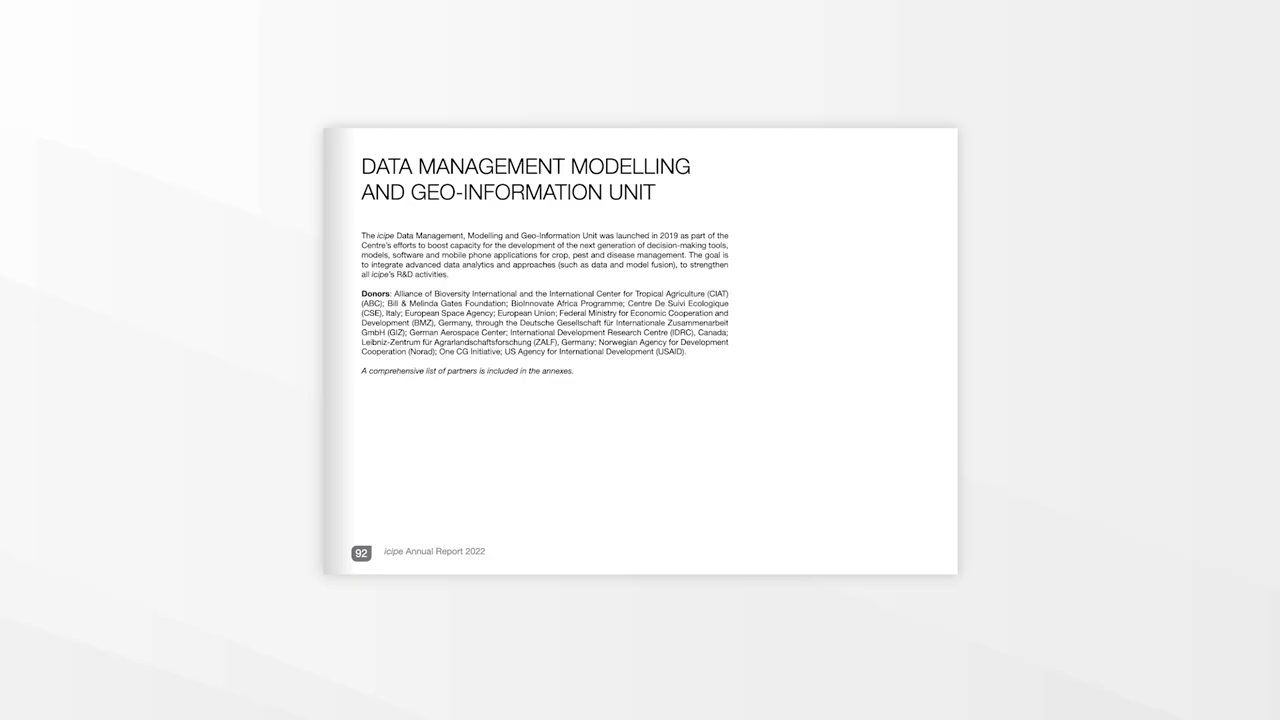 DATA MANAGEMENT MODELLING
AND GEO-INFORMATION UNIT
The icipe Data Management, Modelling and Geo-Information Unit was launched in 2019 as part of the
Centre's efforts to boost capacity for the development of the next generation of decision-making tools,
models, software and mobile phone applications for crop, pest and disease management. The goal is
to integrate advanced data analytics and approaches (such as data and model fusion), to strengthen
all icipe's R&D activities.
Donors: Alliance of Bioversity International and the International Center for Tropical Agriculture (CIAT)
(ABC); Bill & Melinda Gates Foundation; BioInnovate Africa Programme; Centre De Suivi Ecologique
(CSE), Italy; European Space Agency; European Union; Federal Ministry for Economic Cooperation and
Development (BMZ), Germany, through the Deutsche Gesellschaft für Internationale Zusammenarbeit
GmbH (GIZ); German Aerospace Center; International Development Research Centre (IDRC), Canada;
Leibniz-Zentrum für Agrarlandschaftsforschung (ZALF), Germany; Norwegian Agency for Development
Cooperation (Norad); One CG Initiative; US Agency for International Development (USAID).
A comprehensive list of partners is included in the annexes.
92 icipe Annual Report 2022